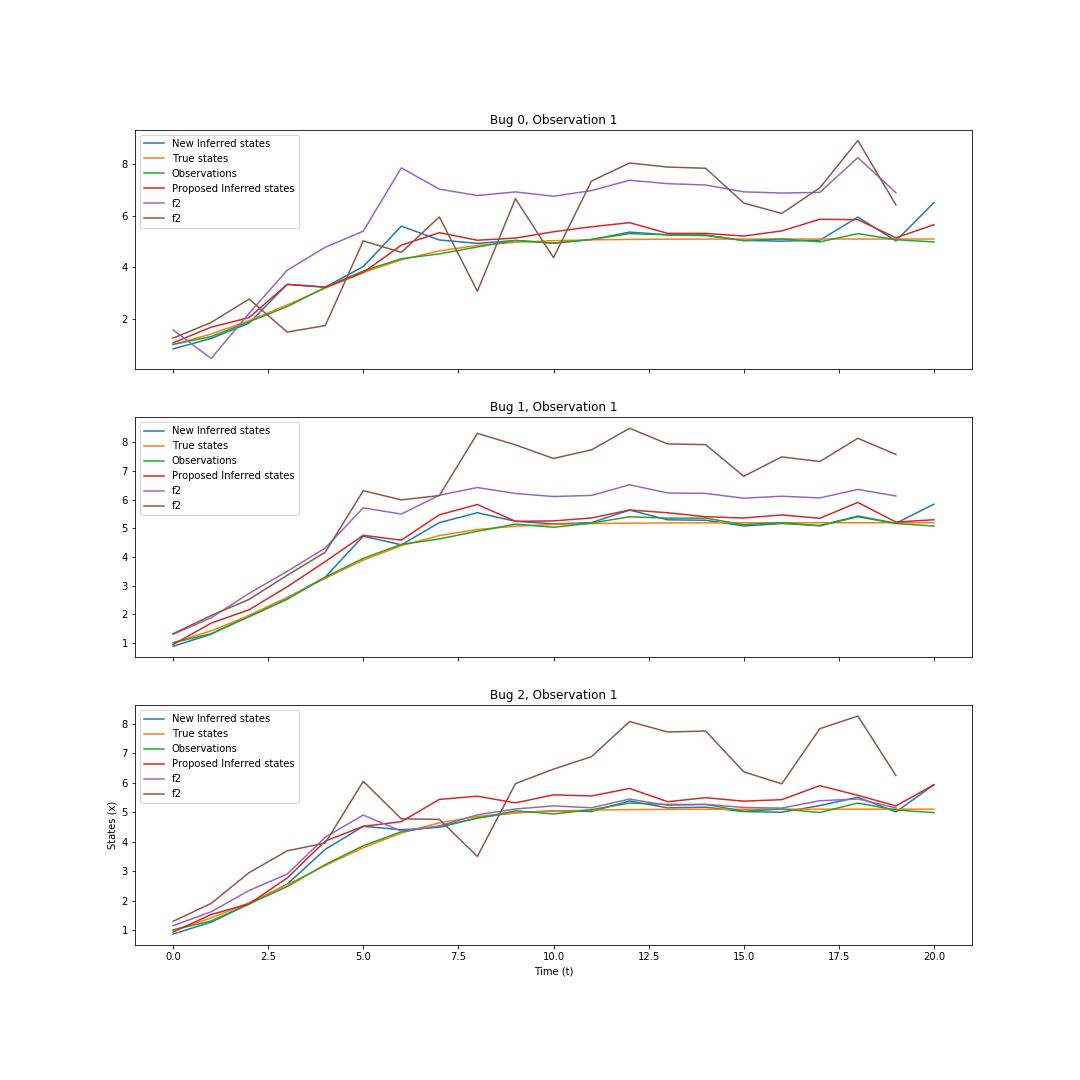 Bug 0, Observation 1
New Inferred states
True states
Observations
Proposed Inferred states
f2
f2
8
6
4
2
Bug 1, Observation 1
New Inferred states
True states
Observations
Proposed Inferred states
f2
f2
8
7
6
5
4
3
2
1
Bug 2, Observation 1
New Inferred states
True states
Observations
Proposed Inferred states
f2
f2
8
7
6
5
4
3
2
1
States (x)
0.0 2.5 5.0 7.5 10.0 12.5 15.0 17.5 20.0
Time (t)